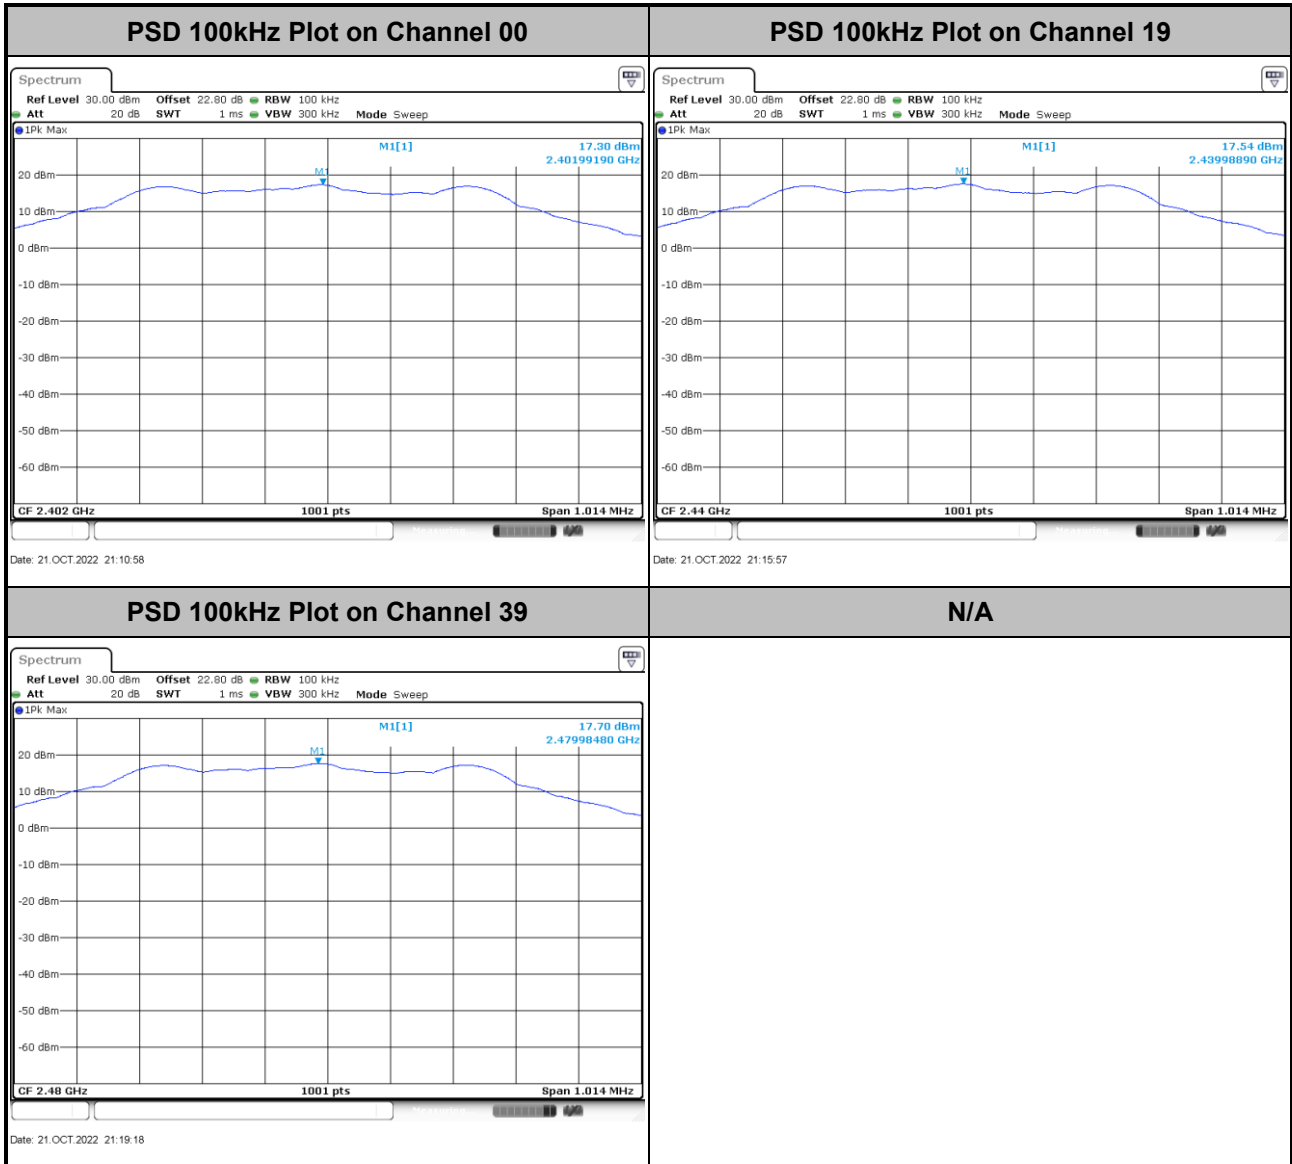 PSD 100kHz Plot on Channel 00
Spectrum
Ref Level 30.00 dBm Offset 22.80 dB RBW 100 kHz
Att 20 dB SWT 1 ms VBW 300 kHz Mode Sweep
1Pk Max
M1[1] 17.30 dBm
2.40199190 GHz
M1
20 dBm
10 dBm
0 dBm
-10 dBm
-20 dBm
-30 dBm
-40 dBm
-50 dBm
-60 dBm
CF 2.402 GHz 1001 pts Span 1.014 MHz
Measuring
Date: 21.OCT.2022 21:10:58
PSD 100kHz Plot on Channel 19
Spectrum
Ref Level 30.00 dBm Offset 22.80 dB RBW 100 kHz
Att 20 dB SWT 1 ms VBW 300 kHz Mode Sweep
1Pk Max
M1[1] 17.54 dBm
2.43998890 GHz
M1
20 dBm
10 dBm
0 dBm
-10 dBm
-20 dBm
-30 dBm
-40 dBm
-50 dBm
-60 dBm
CF 2.44 GHz 1001 pts Span 1.014 MHz
Measuring
Date: 21.OCT.2022 21:15:57
PSD 100kHz Plot on Channel 39
Spectrum
Ref Level 30.00 dBm Offset 22.80 dB RBW 100 kHz
Att 20 dB SWT 1 ms VBW 300 kHz Mode Sweep
1Pk Max
M1[1] 17.70 dBm
2.47998480 GHz
M1
20 dBm
10 dBm
0 dBm
-10 dBm
-20 dBm
-30 dBm
-40 dBm
-50 dBm
-60 dBm
CF 2.48 GHz 1001 pts Span 1.014 MHz
Measuring
Date: 21.OCT.2022 21:19:18
N/A